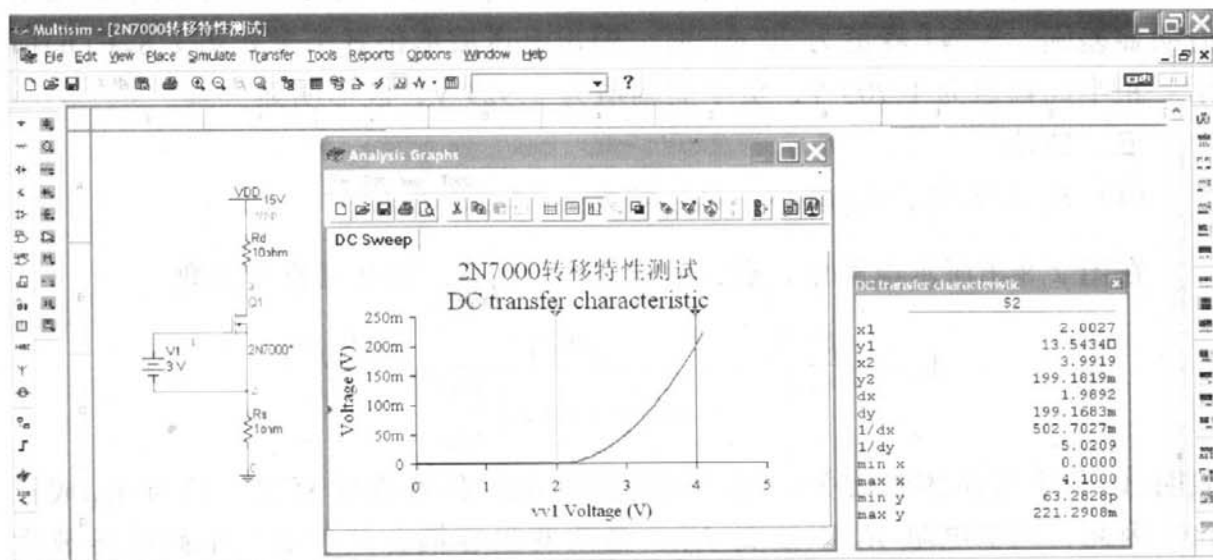 Multisim - [2N7000转移特性测试]
File Edit View Place Simulate Transfer Tools Reports Options Window Help
?
VDD 15V
Rd
10ohm
Q1
2N7000*
V1
3 V
Rs
1ohm
Analysis Graphs
DC Sweep
2N7000转移特性测试
DC transfer characteristic
250m
200m
150m
100m
50m
0
Voltage (V)
0 1 2 3 4 5
vv1 Voltage (V)
DC transfer characteristic
x1 2.0027
y1 13.5434
x2 3.9919
y2 199.1819m
dx 1.9892
dy 199.1683m
1/dx 502.7027m
1/dy 5.0209
min x 0.0000
max x 4.1000
min y 63.2828p
max y 221.2908m